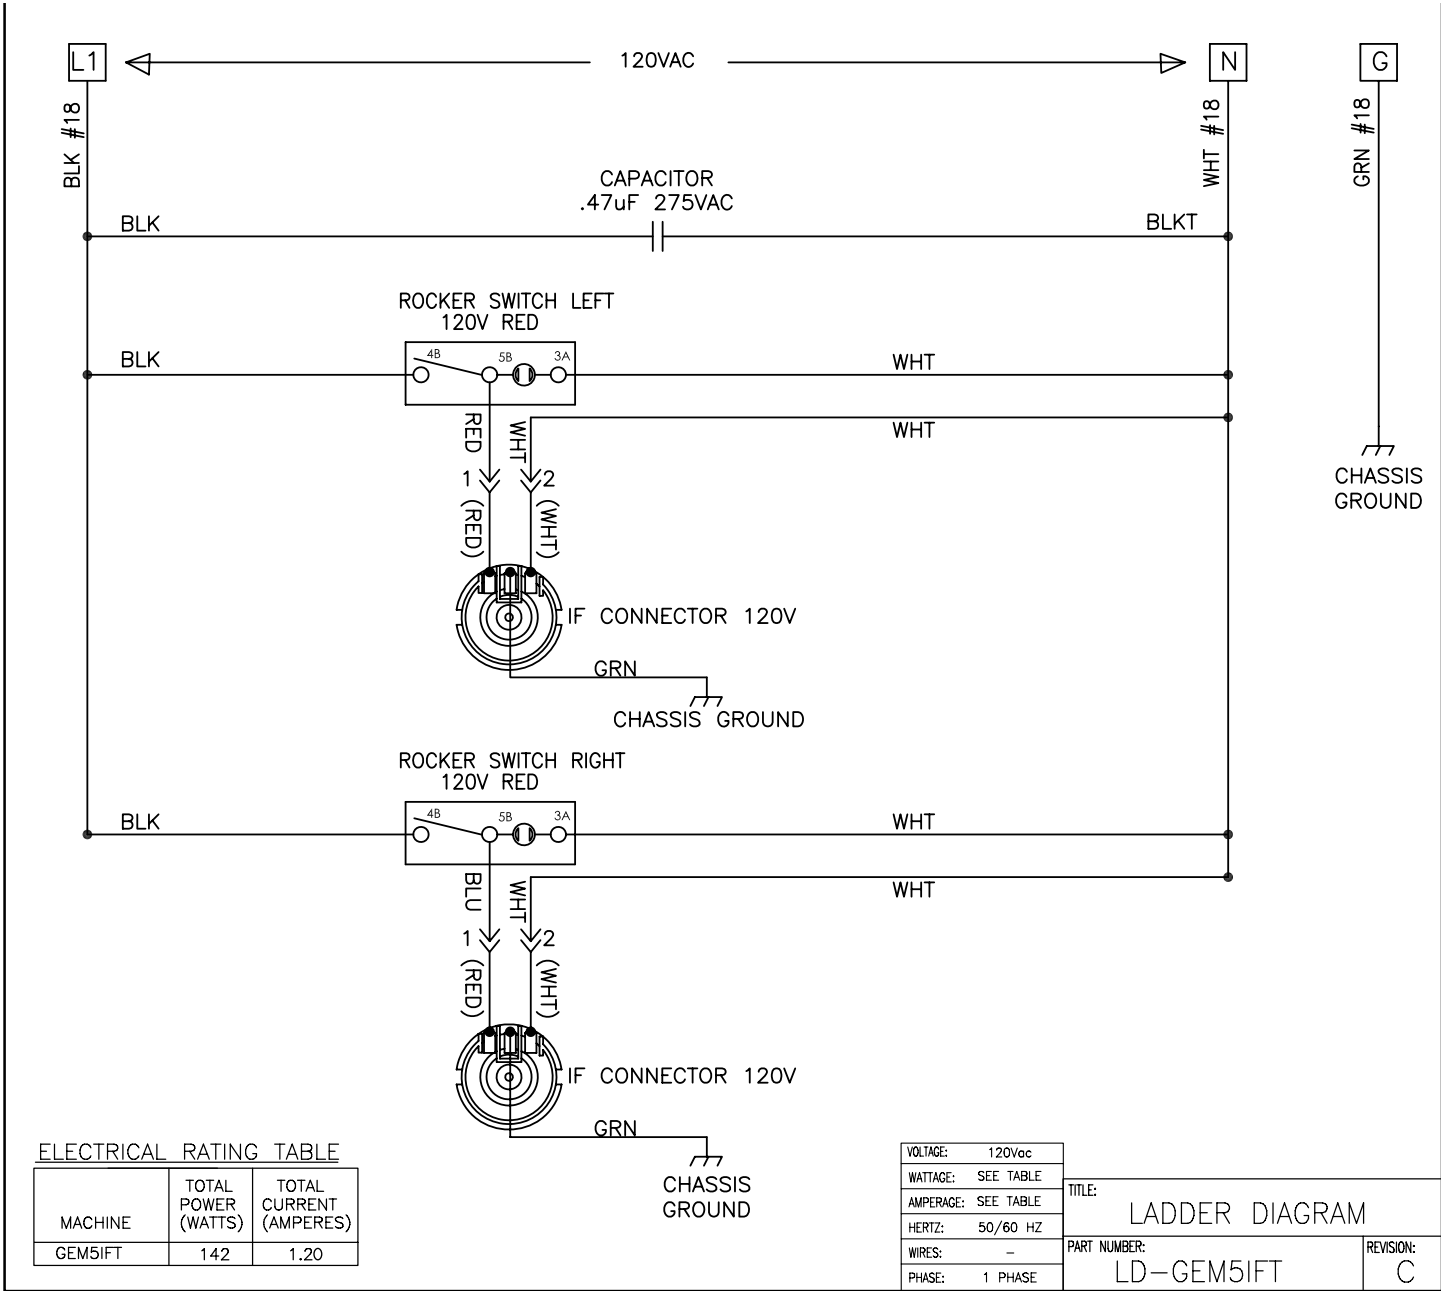 L1
120VAC
N
G
BLK #18
WHT #18
GRN #18
CAPACITOR
.47uF 275VAC
BLK
BLKT
ROCKER SWITCH LEFT
120V RED
BLK
4B
5B
3A
WHT
WHT
RED
WHT
1
2
(RED)
(WHT)
CHASSIS
GROUND
IF CONNECTOR 120V
GRN
CHASSIS GROUND
ROCKER SWITCH RIGHT
120V RED
BLK
4B
5B
3A
WHT
WHT
BLU
WHT
1
2
(RED)
(WHT)
IF CONNECTOR 120V
GRN
CHASSIS
GROUND
ELECTRICAL RATING TABLE
MACHINE
TOTAL
POWER
(WATTS)
TOTAL
CURRENT
(AMPERES)
GEM5IFT 142 1.20
VOLTAGE: 120Vac
WATTAGE: SEE TABLE
AMPERAGE: SEE TABLE
HERTZ: 50/60 HZ
WIRES: –
PHASE: 1 PHASE
TITLE:
LADDER DIAGRAM
PART NUMBER:
LD–GEM5IFT
REVISION:
C